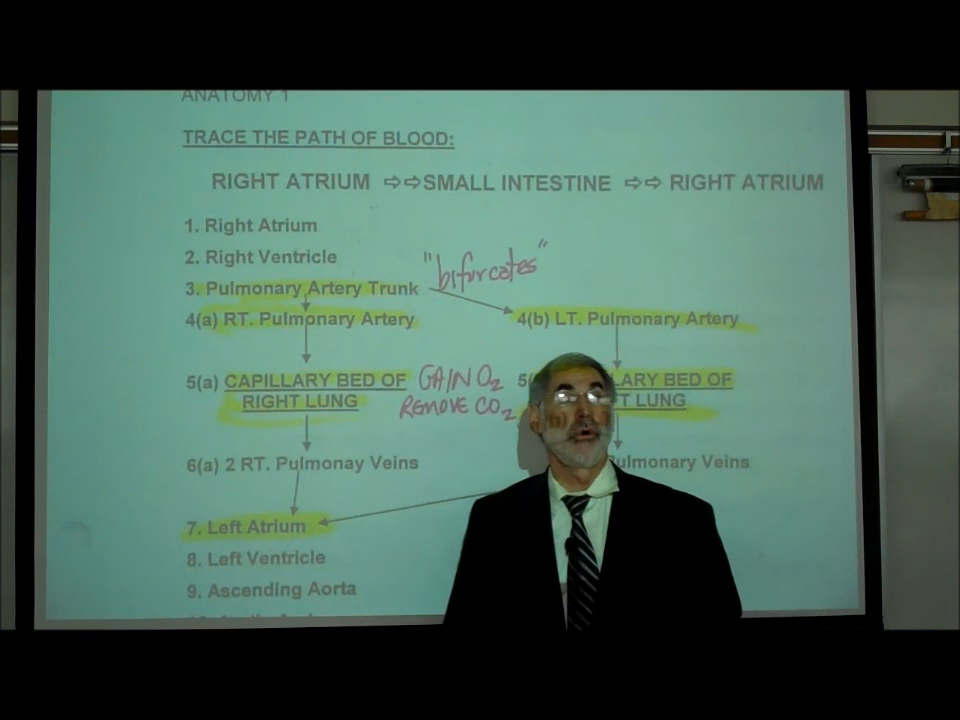 ANATOMY 1
TRACE THE PATH OF BLOOD:
RIGHT ATRIUM ⇨⇨SMALL INTESTINE ⇨⇨ RIGHT ATRIUM
1. Right Atrium
2. Right Ventricle
"bifurcates"
3. Pulmonary Artery Trunk
4(a) RT. Pulmonary Artery 4(b) LT. Pulmonary Artery
5(a) CAPILLARY BED OF GAIN O2 5( LARY BED OF
RIGHT LUNG REMOVE CO2 T LUNG
6(a) 2 RT. Pulmonay Veins Pulmonary Veins
7. Left Atrium
8. Left Ventricle
9. Ascending Aorta